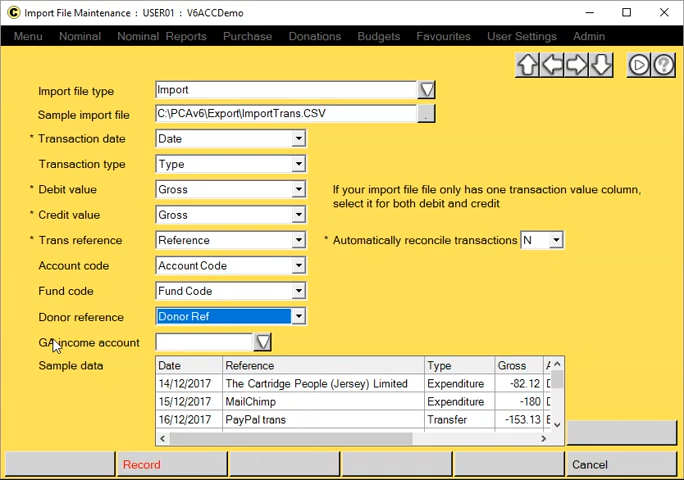 Import File Maintenance : USER01 : V6ACCDemo
Menu Nominal Nominal Reports Purchase Donations Budgets Favourites User Settings Admin
Import file type Import
Sample import file C:\PCAv6\Export\ImportTrans.CSV
* Transaction date Date
Transaction type Type
* Debit value Gross
If your import file file only has one transaction value column,
select it for both debit and credit
* Credit value Gross
* Trans reference Reference * Automatically reconcile transactions N
Account code Account Code
Fund code Fund Code
Donor reference Donor Ref
GA income account
Sample data
Date Reference Type Gross
14/12/2017 The Cartridge People (Jersey) Limited Expenditure -82.12
15/12/2017 MailChimp Expenditure -180
16/12/2017 PayPal trans Transfer -153.13
Record Cancel